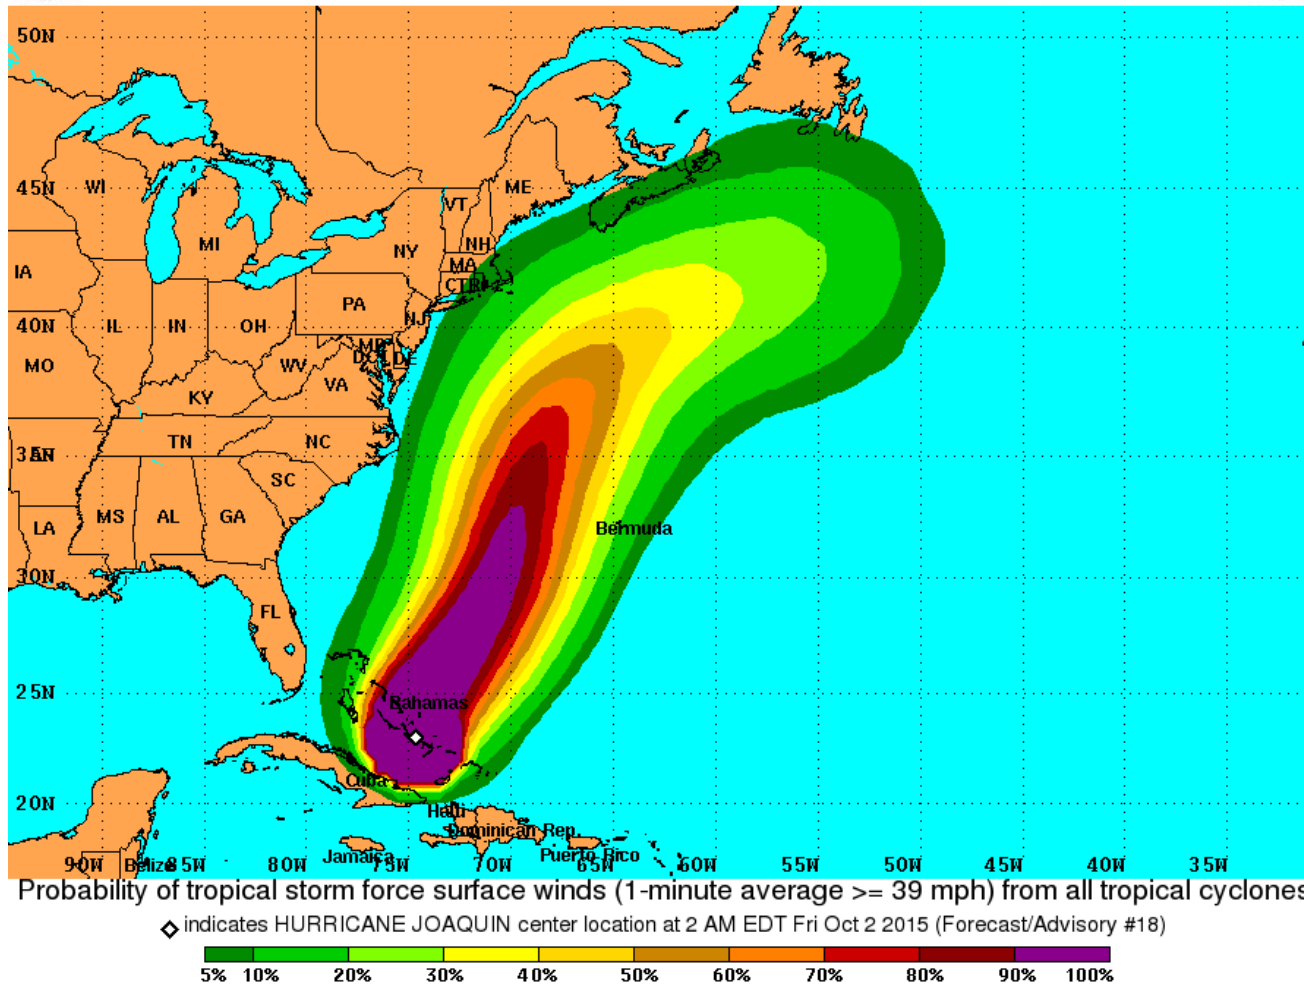 50N
45N
WI
ME
VT
MI
NY
NH
MA
IA
CTRI
PA
NJ
40N
IL
IN
OH
MD
DC
DE
MO
WV
VA
KY
TN
NC
35N
SC
MS
AL
GA
LA
Bermuda
30N
FL
25N
Bahamas
Cuba
20N
Haiti
Dominican Rep.
Jamaica
Puerto Rico
90W Belize 85W 80W 75W 70W 60W 55W 50W 45W 40W 35W
Probability of tropical storm force surface winds (1-minute average >= 39 mph) from all tropical cyclones
indicates HURRICANE JOAQUIN center location at 2 AM EDT Fri Oct 2 2015 (Forecast/Advisory #18)
5% 10% 20% 30% 40% 50% 60% 70% 80% 90% 100%